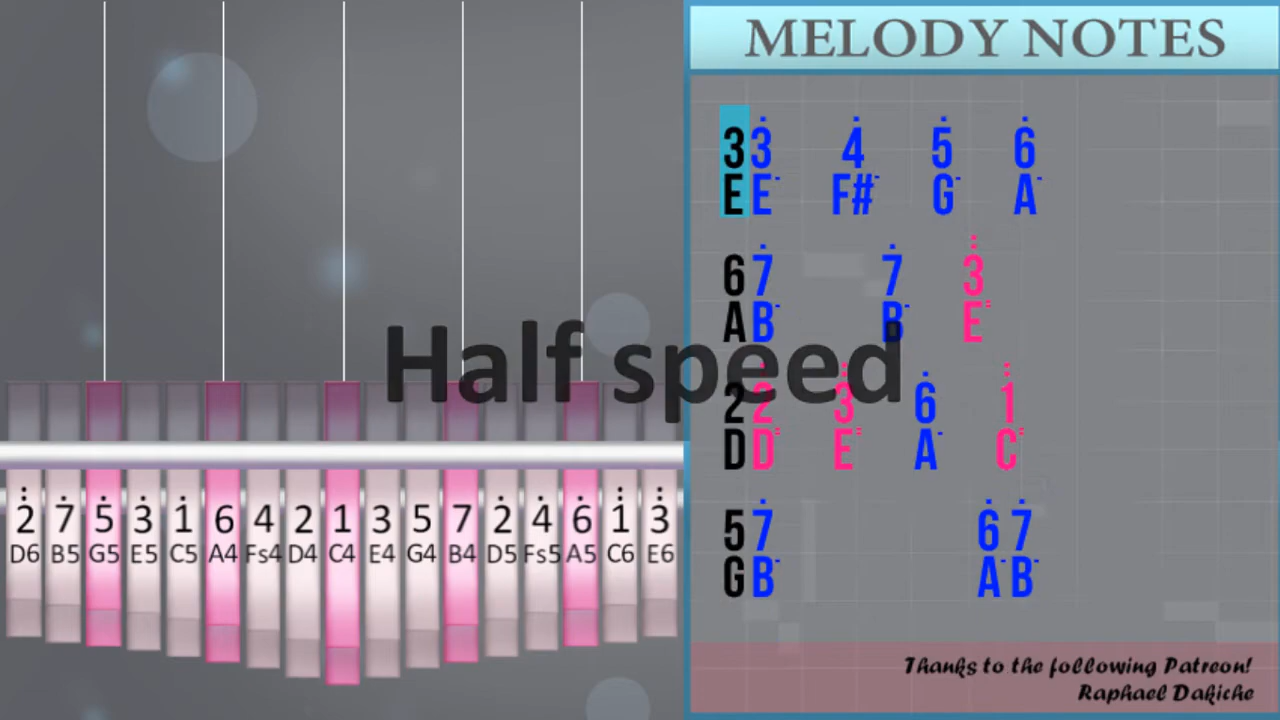 MELODY NOTES
3 3 4 5 6
E E- F#- G- A-
6 7 7 3
A B- B- E=
Half speed
2 2 3 6 1
D D= E= A- C=
2 7 5 3 1 6 4 2 1 3 5 7 2 4 6 1 3
D6 B5 G5 E5 C5 A4 Fs4 D4 C4 E4 G4 B4 D5 Fs5 A5 C6 E6
5 7 6 7
G B- A- B-
Thanks to the following Patreon!
Raphael Dakiche